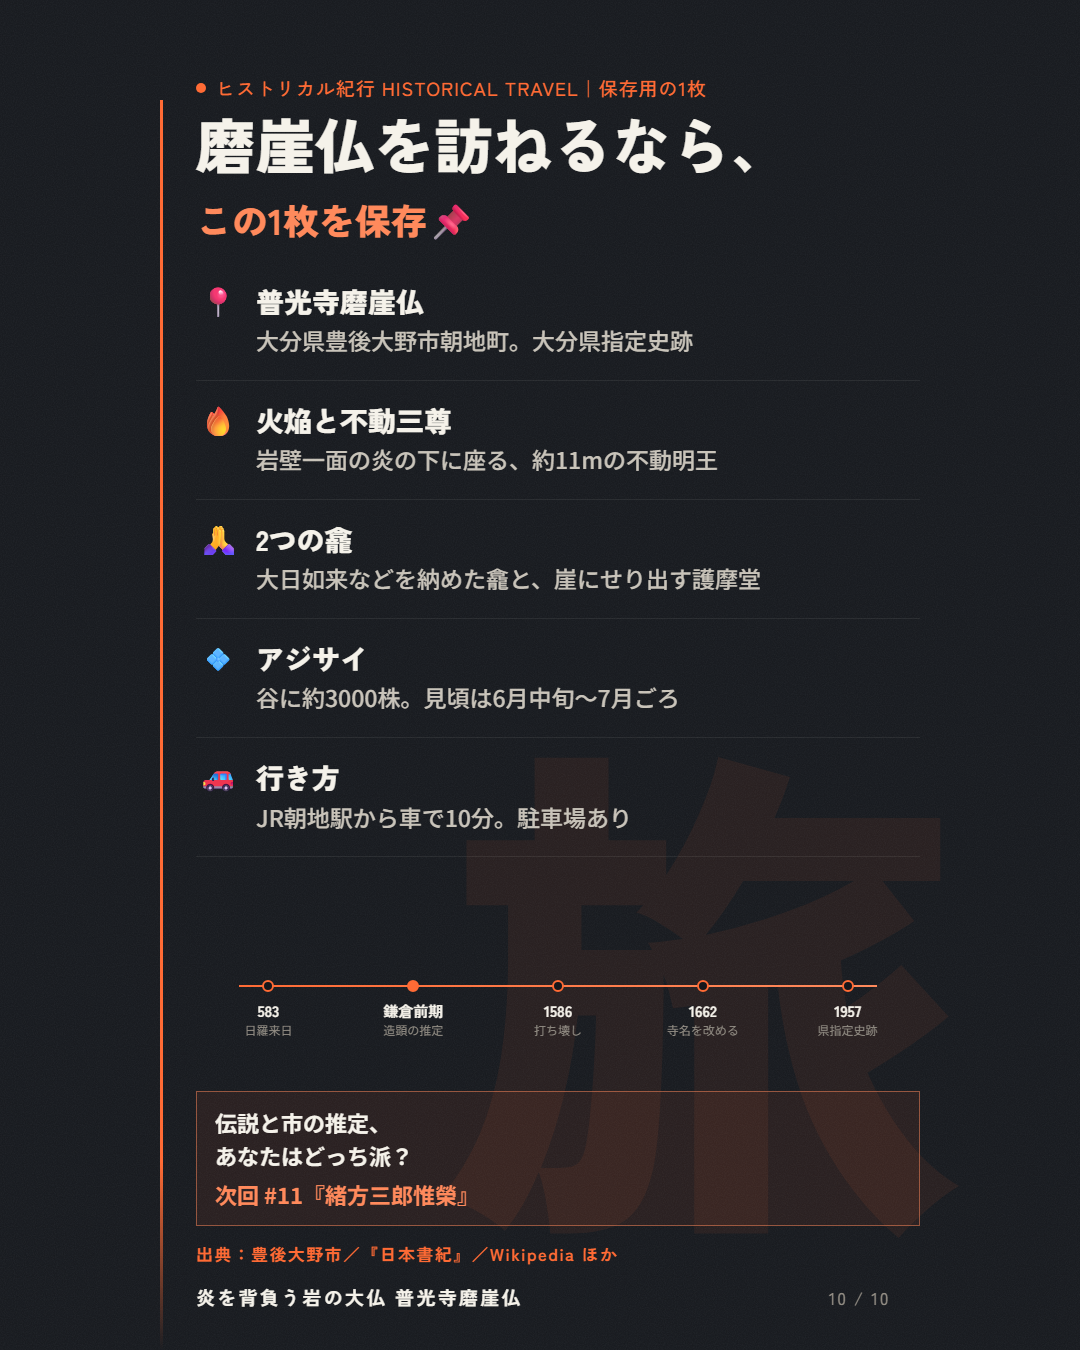 ヒストリカル紀行 HISTORICAL TRAVEL｜保存用の1枚
磨崖仏を訪ねるなら、
この1枚を保存📌
普光寺磨崖仏
大分県豊後大野市朝地町。大分県指定史跡
火焔と不動三尊
岩壁一面の炎の下に座る、約11mの不動明王
2つの龕
大日如来などを納めた龕と、崖にせり出す護摩堂
アジサイ
谷に約3000株。見頃は6月中旬〜7月ごろ
行き方
JR朝地駅から車で10分。駐車場あり
旅
583 鎌倉前期 1586 1662 1957
日羅来日 造顕の推定 打ち壊し 寺名を改める 県指定史跡
伝説と市の推定、
あなたはどっち派？
次回 #11『緒方三郎惟榮』
出典：豊後大野市／『日本書紀』／Wikipedia ほか
炎を背負う岩の大仏 普光寺磨崖仏 10 / 10